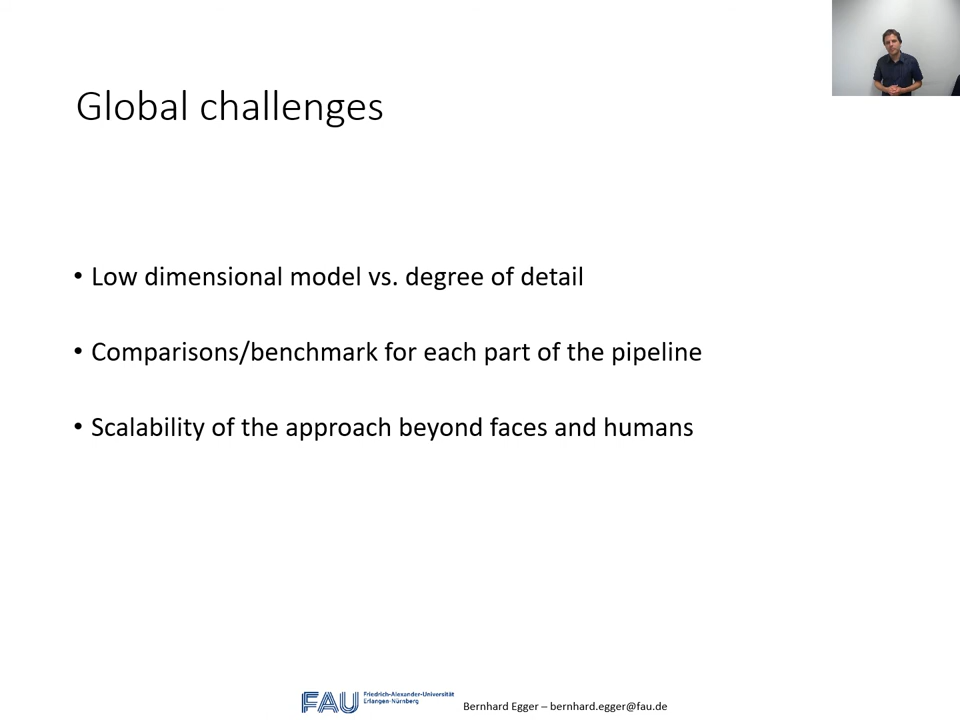 Global challenges
• Low dimensional model vs. degree of detail
• Comparisons/benchmark for each part of the pipeline
• Scalability of the approach beyond faces and humans
FAU Friedrich-Alexander-Universität
Erlangen-Nürnberg
Bernhard Egger – bernhard.egger@fau.de